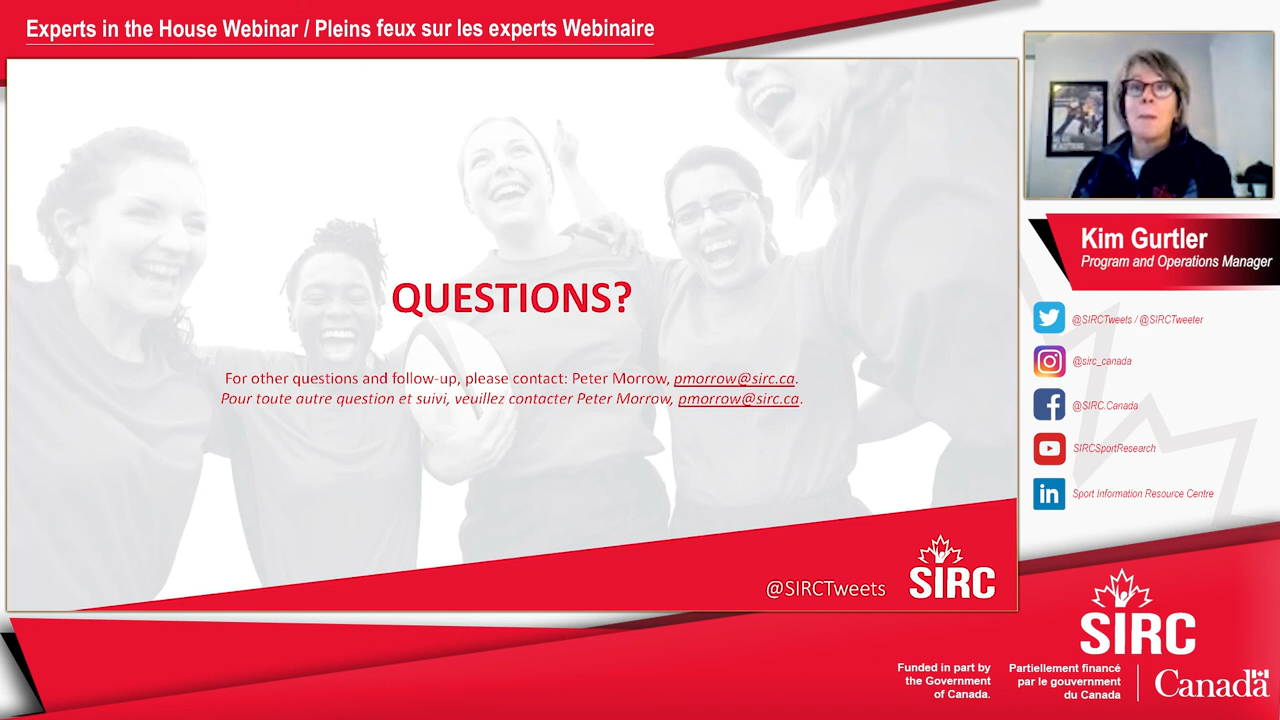 Experts in the House Webinar / Pleins feux sur les experts Webinaire
QUESTIONS?
For other questions and follow-up, please contact: Peter Morrow, pmorrow@sirc.ca.
Pour toute autre question et suivi, veuillez contacter Peter Morrow, pmorrow@sirc.ca.
@SIRCTweets
SIRC
Kim Gurtler
Program and Operations Manager
@SIRCTweets / @SIRCTweeter
@sirc_canada
@SIRC.Canada
SIRCSportResearch
in
Sport Information Resource Centre
SIRC
Funded in part by
the Government
of Canada.
Partiellement financé
par le gouvernment
du Canada
Canada